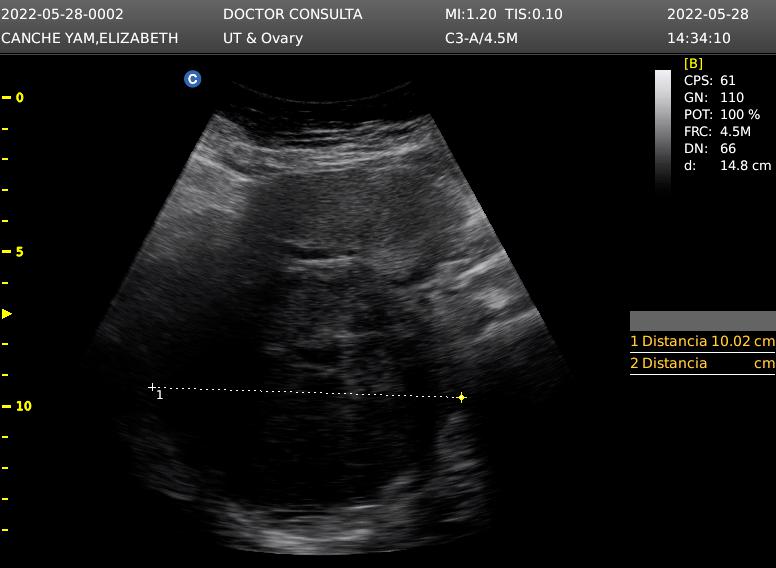 2022-05-28-0002 DOCTOR CONSULTA MI:1.20 TIS:0.10 2022-05-28
CANCHE YAM,ELIZABETH UT & Ovary C3-A/4.5M 14:34:10
C
[B]
CPS: 61
GN: 110
POT: 100 %
FRC: 4.5M
DN: 66
d: 14.8 cm
0
5
10
1
1 Distancia 10.02 cm
2 Distancia cm